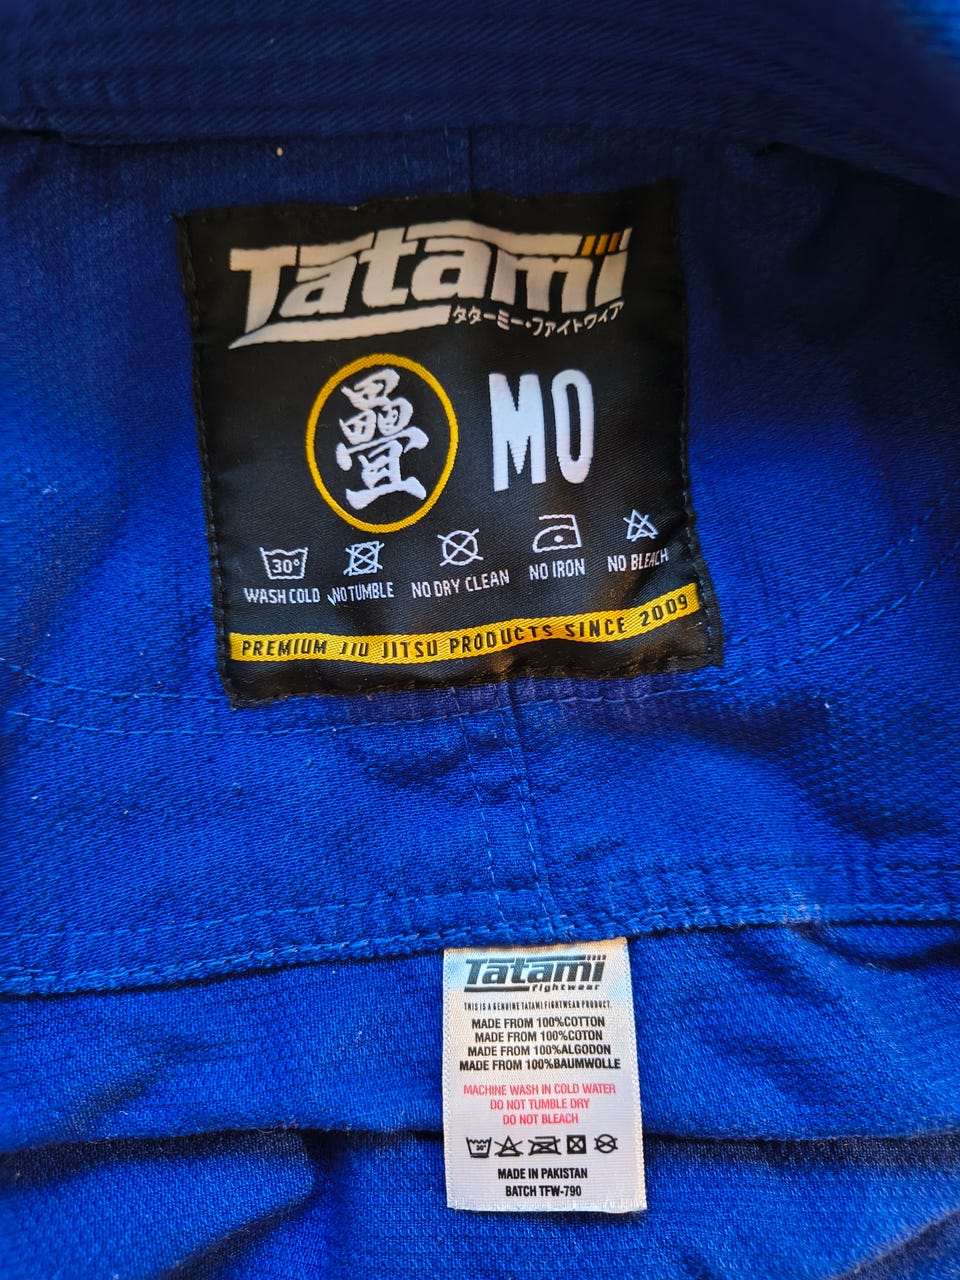 Tatami
タターミー・ファイトウィア
疊
M0
30°
WASH COLD NO TUMBLE NO DRY CLEAN NO IRON NO BLEACH
PREMIUM JIU JITSU PRODUCTS SINCE 2009
Tatami
fightwear
THIS IS A GENUINE TATAMI FIGHTWEAR PRODUCT.
MADE FROM 100%COTTON
MADE FROM 100%COTON
MADE FROM 100%ALGODON
MADE FROM 100%BAUMWOLLE
MACHINE WASH IN COLD WATER
DO NOT TUMBLE DRY
DO NOT BLEACH
MADE IN PAKISTAN
BATCH TFW-790